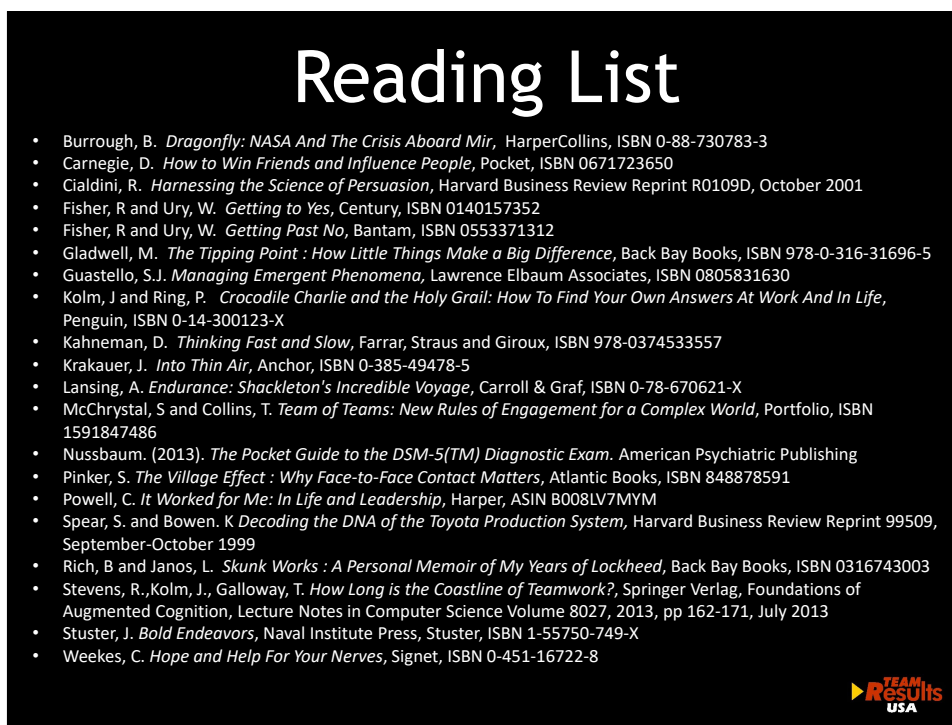 Reading List
• Burrough, B. Dragonfly: NASA And The Crisis Aboard Mir, HarperCollins, ISBN 0-88-730783-3
• Carnegie, D. How to Win Friends and Influence People, Pocket, ISBN 0671723650
• Cialdini, R. Harnessing the Science of Persuasion, Harvard Business Review Reprint R0109D, October 2001
• Fisher, R and Ury, W. Getting to Yes, Century, ISBN 0140157352
• Fisher, R and Ury, W. Getting Past No, Bantam, ISBN 0553371312
• Gladwell, M. The Tipping Point : How Little Things Make a Big Difference, Back Bay Books, ISBN 978-0-316-31696-5
• Guastello, S.J. Managing Emergent Phenomena, Lawrence Elbaum Associates, ISBN 0805831630
• Kolm, J and Ring, P. Crocodile Charlie and the Holy Grail: How To Find Your Own Answers At Work And In Life,
Penguin, ISBN 0-14-300123-X
• Kahneman, D. Thinking Fast and Slow, Farrar, Straus and Giroux, ISBN 978-0374533557
• Krakauer, J. Into Thin Air, Anchor, ISBN 0-385-49478-5
• Lansing, A. Endurance: Shackleton's Incredible Voyage, Carroll & Graf, ISBN 0-78-670621-X
• McChrystal, S and Collins, T. Team of Teams: New Rules of Engagement for a Complex World, Portfolio, ISBN
1591847486
• Nussbaum. (2013). The Pocket Guide to the DSM-5(TM) Diagnostic Exam. American Psychiatric Publishing
• Pinker, S. The Village Effect : Why Face-to-Face Contact Matters, Atlantic Books, ISBN 848878591
• Powell, C. It Worked for Me: In Life and Leadership, Harper, ASIN B008LV7MYM
• Spear, S. and Bowen. K Decoding the DNA of the Toyota Production System, Harvard Business Review Reprint 99509,
September-October 1999
• Rich, B and Janos, L. Skunk Works : A Personal Memoir of My Years of Lockheed, Back Bay Books, ISBN 0316743003
• Stevens, R.,Kolm, J., Galloway, T. How Long is the Coastline of Teamwork?, Springer Verlag, Foundations of
Augmented Cognition, Lecture Notes in Computer Science Volume 8027, 2013, pp 162-171, July 2013
• Stuster, J. Bold Endeavors, Naval Institute Press, Stuster, ISBN 1-55750-749-X
• Weekes, C. Hope and Help For Your Nerves, Signet, ISBN 0-451-16722-8
TEAM
Results
USA